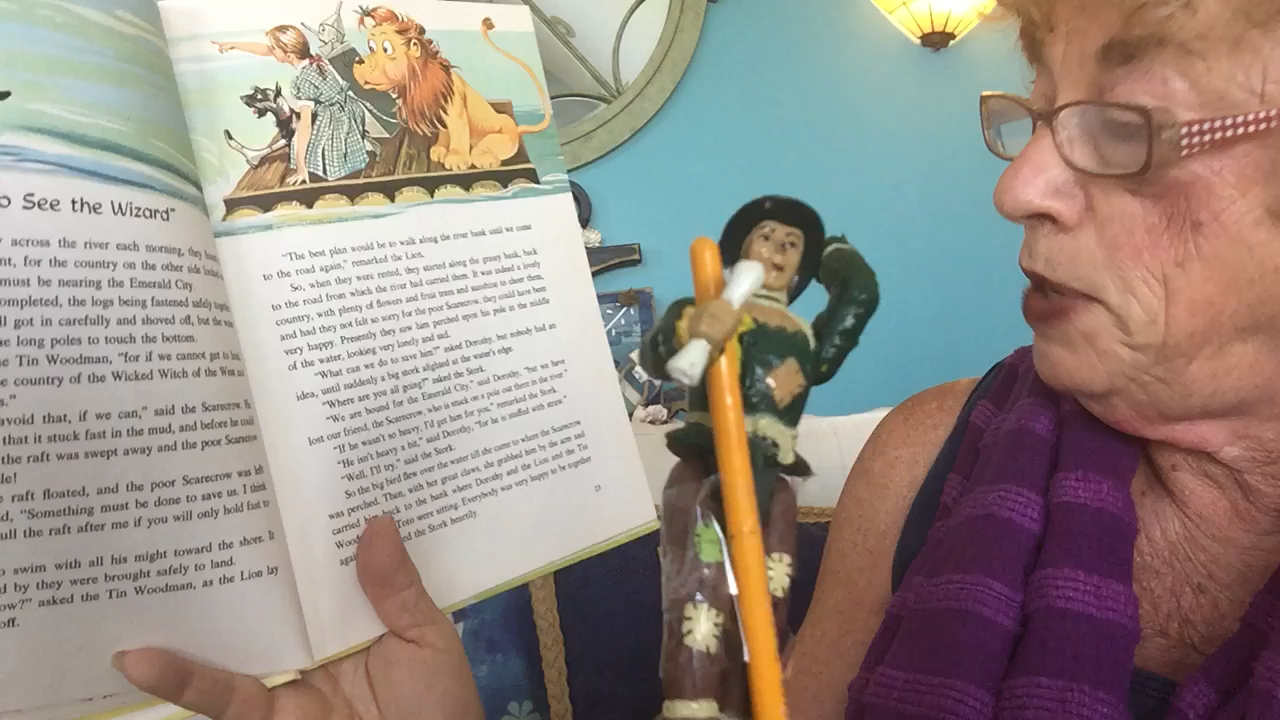 o See the Wizard"
across the river each morning, they
nt, for the country on the other side looked
must be nearing the Emerald City.
ompleted, the logs being fastened safely
ll got in carefully and shoved off, but the
e long poles to touch the bottom.
e Tin Woodman, "for if we cannot get to
e country of the Wicked Witch of the West
s."
avoid that, if we can," said the Scarecrow.
that it stuck fast in the mud, and before he could
the raft was swept away and the poor Scarecrow
le!
raft floated, and the poor Scarecrow was left
d, "Something must be done to save us. I think
ull the raft after me if you will only hold fast to
swim with all his might toward the shore. It
d by they were brought safely to land.
ow?" asked the Tin Woodman, as the Lion lay
off.
"The best plan would be to walk along the river bank until we come
to the road again," remarked the Lion.
So, when they were rested, they started along the grassy bank, back
to the road from which the river had carried them. It was indeed a lovely
country, with plenty of flowers and fruit trees and sunshine to cheer them,
and had they not felt so sorry for the poor Scarecrow, they could have been
very happy. Presently they saw him perched upon his pole in the middle
of the water, looking very lonely and sad.
"What can we do to save him?" asked Dorothy, but nobody had an
idea, until suddenly a big stork alighted at the water's edge.
"Where are you all going?" asked the Stork.
"We are bound for the Emerald City," said Dorothy, "but we have
lost our friend, the Scarecrow, who is stuck on a pole out there in the river."
"If he wasn't so heavy, I'd get him for you," remarked the Stork.
"He isn't heavy a bit," said Dorothy, "for he is stuffed with straw."
"Well, I'll try," said the Stork.
So the big bird flew over the water till she came to where the Scarecrow
was perched. Then, with her great claws, she grabbed him by the arm and
carried him back to the bank where Dorothy and the Lion and the Tin
Wood Toto were sitting. Everybody was very happy to be together
again ed the Stork heartily.